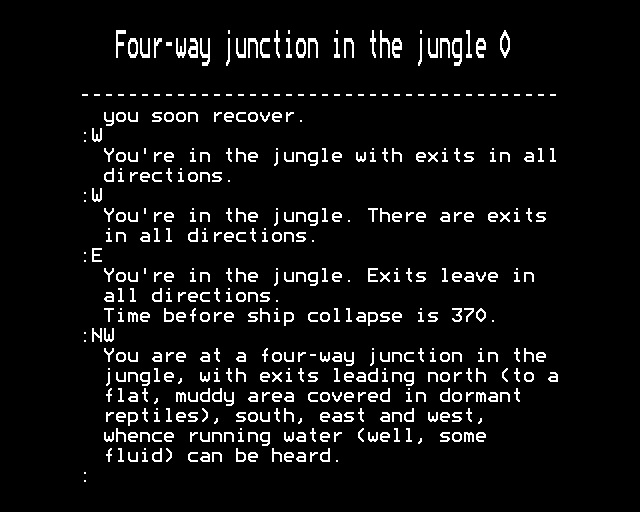 Four-way junction in the jungle ◊
----------------------------------------
you soon recover.
:W
You're in the jungle with exits in all
directions.
:W
You're in the jungle. There are exits
in all directions.
:E
You're in the jungle. Exits leave in
all directions.
Time before ship collapse is 370.
:NW
You are at a four-way junction in the
jungle, with exits leading north (to a
flat, muddy area covered in dormant
reptiles), south, east and west,
whence running water (well, some
fluid) can be heard.
: